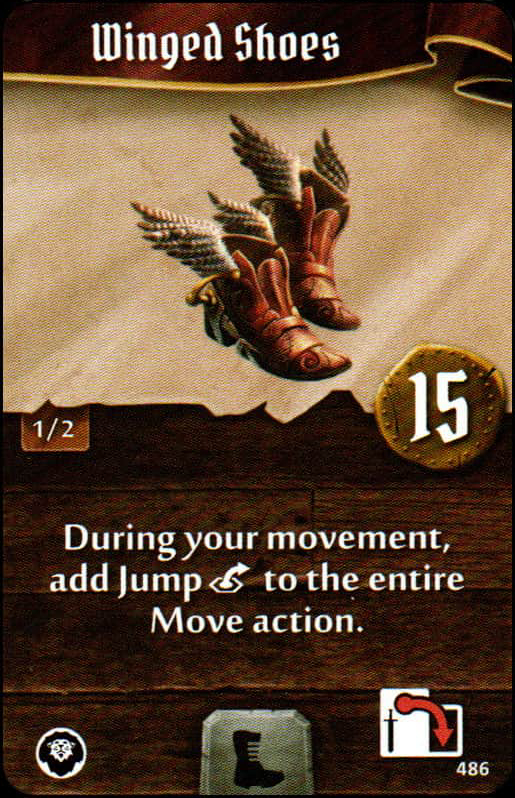 Winged Shoes
15
1/2
During your movement,
add Jump to the entire
Move action.
486